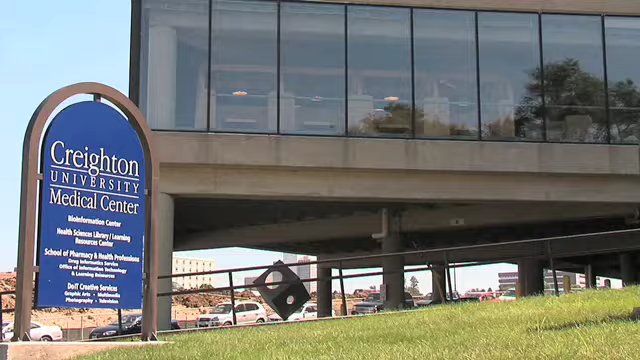 Creighton
UNIVERSITY
Medical Center
BioInformation Center
Health Sciences Library / Learning
Resources Center
School of Pharmacy & Health Professions
Drug Informatics Service
Office of Information Technology
& Learning Resources
DoIT Creative Services
Graphic Arts • Multimedia
Photography • Television